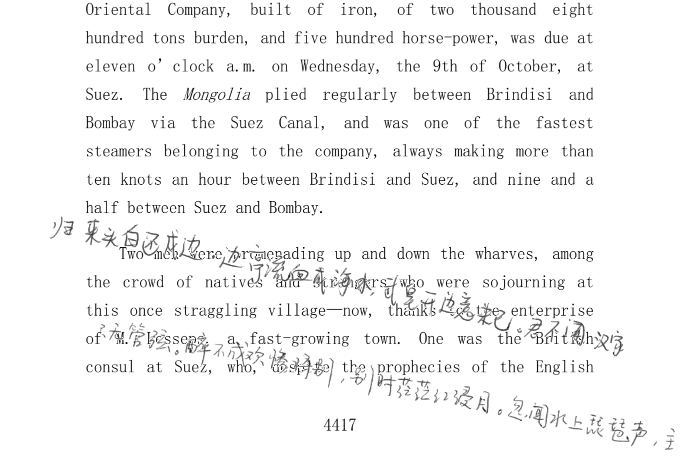 Oriental Company, built of iron, of two thousand eight
hundred tons burden, and five hundred horse-power, was due at
eleven o’clock a.m. on Wednesday, the 9th of October, at
Suez. The Mongolia plied regularly between Brindisi and
Bombay via the Suez Canal, and was one of the fastest
steamers belonging to the company, always making more than
ten knots an hour between Brindisi and Suez, and nine and a
half between Suez and Bombay.
归来头白还戍边。边亭流血成海水,武皇开边意未已。君不闻汉家
Two men were promenading up and down the wharves, among
the crowd of natives and strangers who were sojourning at
this once straggling village—now, thanks to the enterprise
of M. Lesseps, a fast-growing town. One was the British
无管弦。醉不成欢惨将别,别时茫茫江浸月。忽闻水上琵琶声,主
consul at Suez, who, despite the prophecies of the English
4417